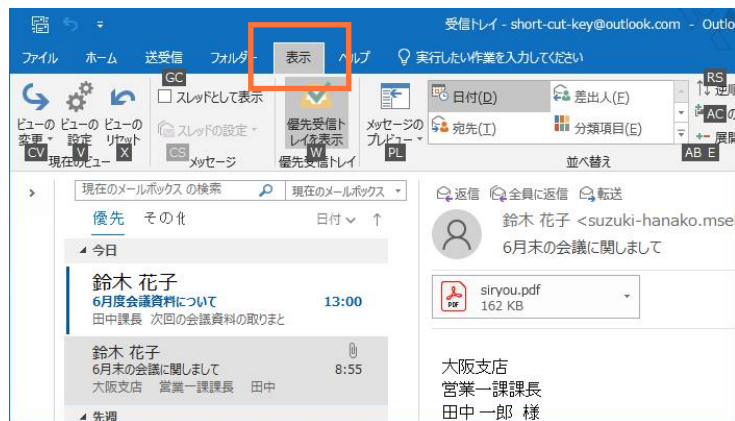 受信トレイ - short-cut-key@outlook.com - Outlo
ファイル ホーム 送受信 フォルダー 表示 ヘルプ 実行したい作業を入力してください
GC RS
スレッドとして表示 日付(D) 差出人(E) 逆順
ビューの変更 ビューの設定 ビューのリセット
スレッドの設定 優先受信トレイを表示 メッセージのプレビュー 宛先(T) 分類項目(E) AC の
展開
CV V X CS W PL AB E
現在のビュー メッセージ 優先受信トレイ 並べ替え
現在のメールボックス の検索 現在のメールボックス
優先 その他 日付 ↑
今日
鈴木 花子
6月度会議資料について 13:00
田中課長 次回の会議資料の取りまと
鈴木 花子
6月末の会議に関しまして 8:55
大阪支店 営業一課課長 田中
先週
返信 全員に返信 転送
鈴木 花子 <suzuki-hanako.mse
6月末の会議に関しまして
PDF
siryou.pdf
162 KB
大阪支店
営業一課課長
田中 一郎 様